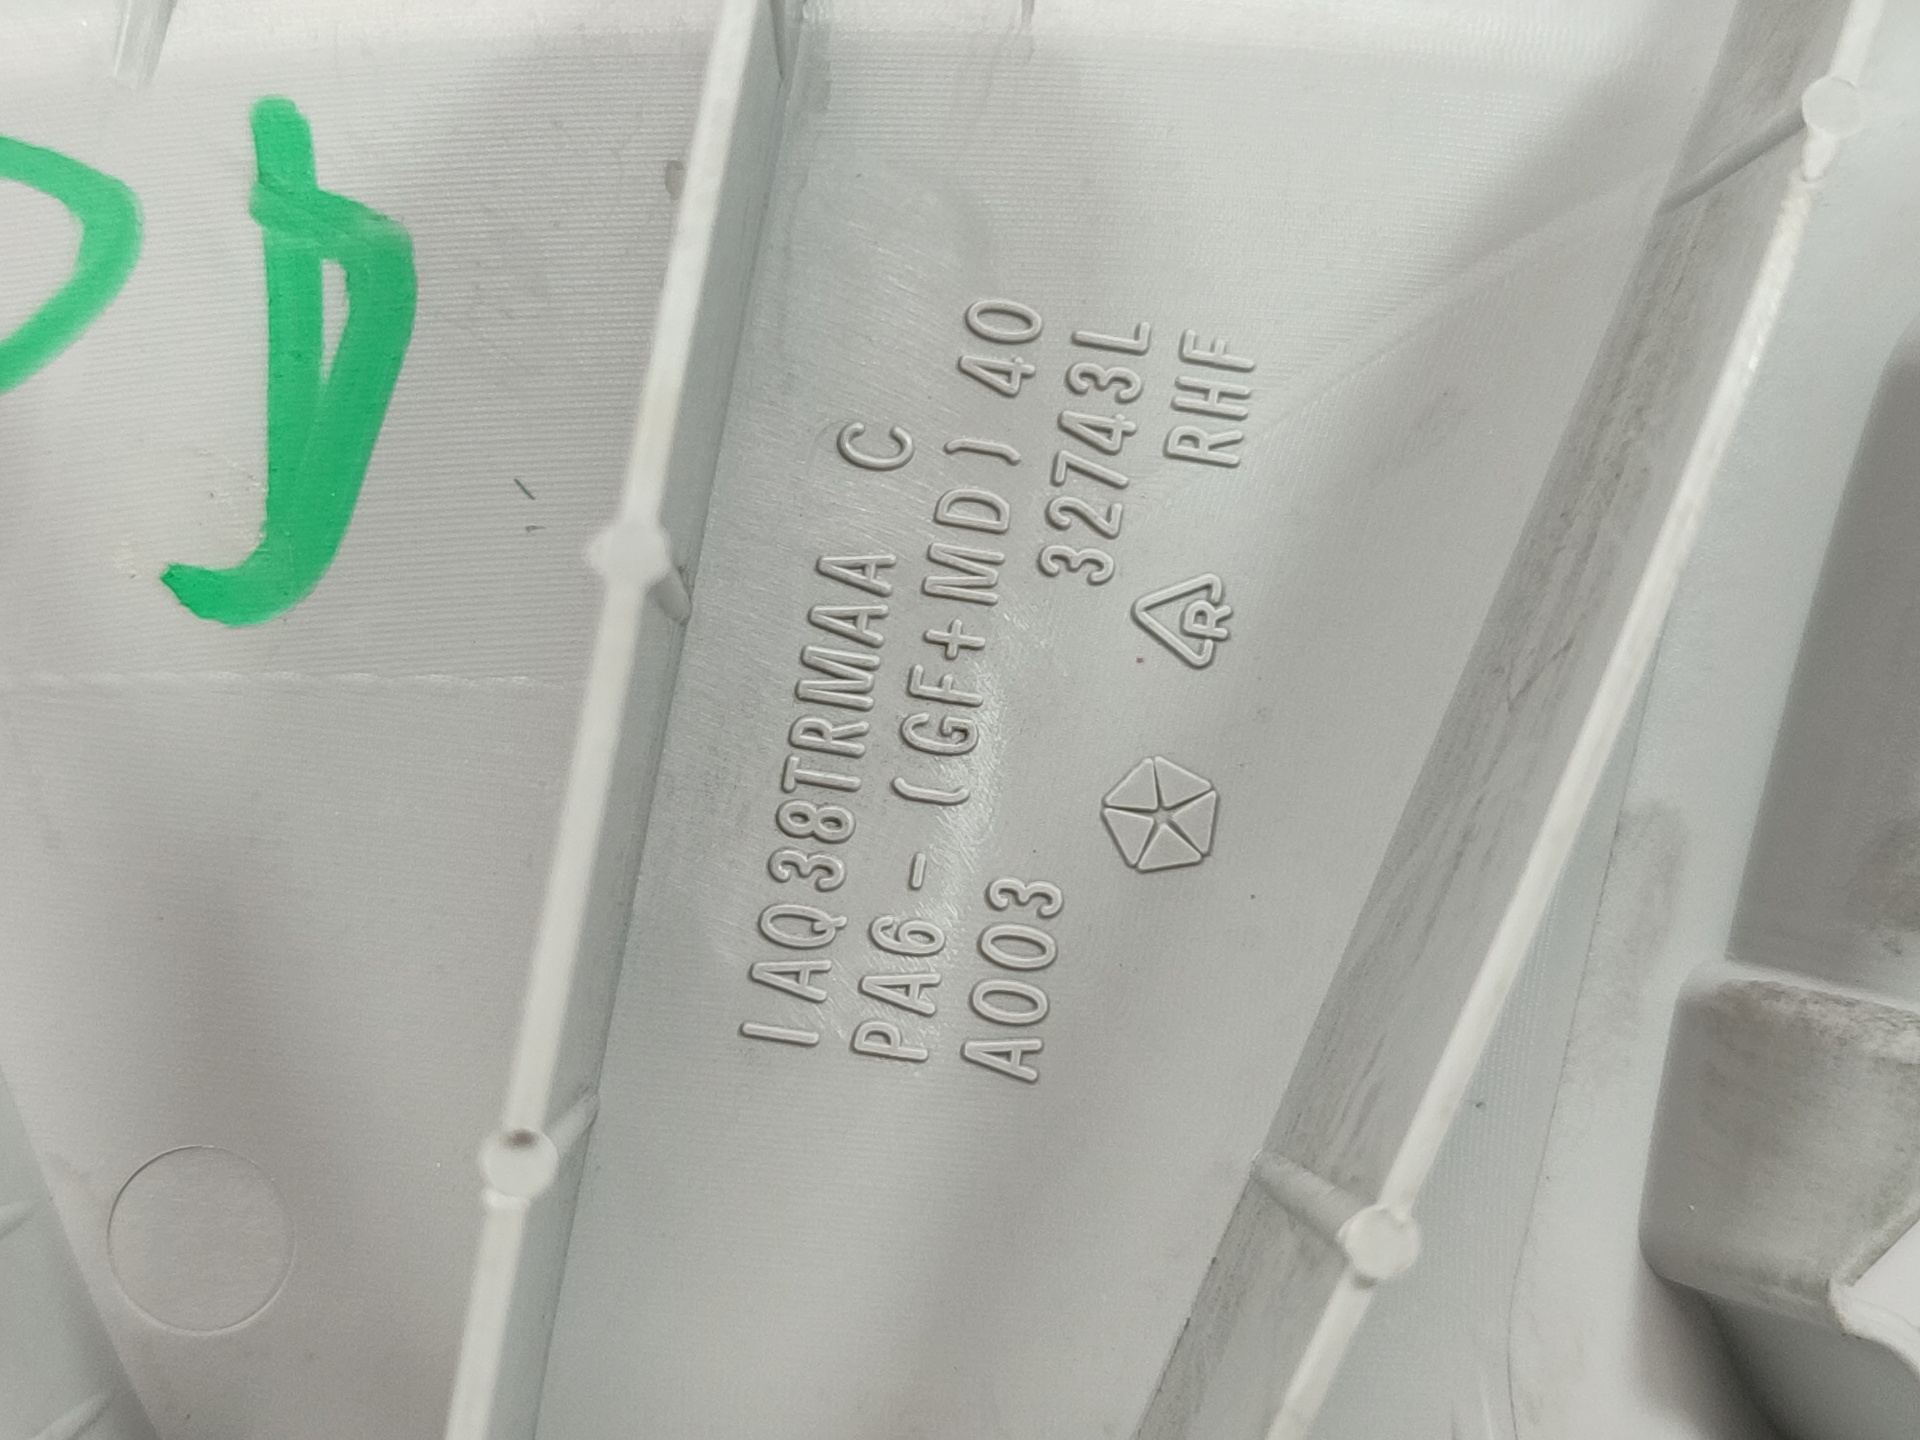 1AQ38TRMAA C
PA6-(GF+MD)40
A003 32743L
R RHF